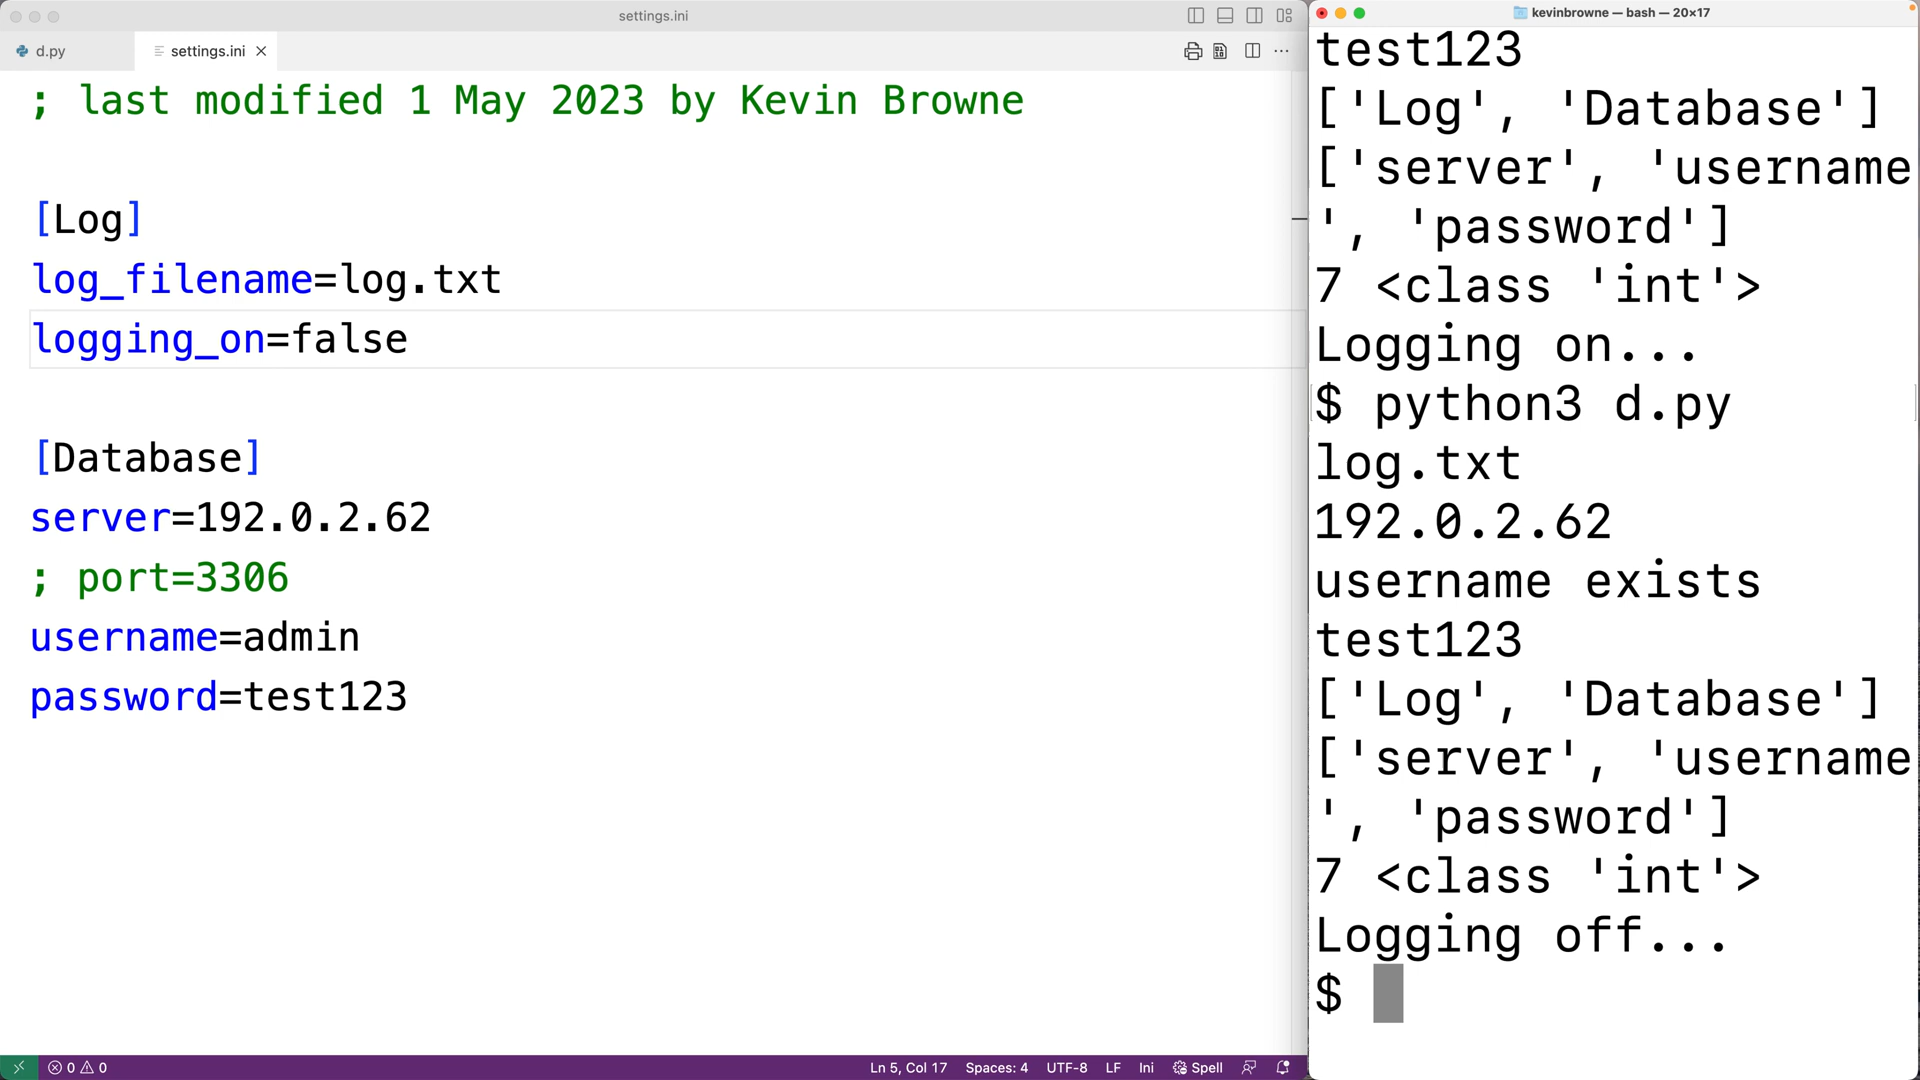 settings.ini
d.py
settings.ini
; last modified 1 May 2023 by Kevin Browne
[Log]
log_filename=log.txt
logging_on=false
[Database]
server=192.0.2.62
; port=3306
username=admin
password=test123
0 0
Ln 5, Col 17
Spaces: 4
UTF-8
LF
Ini
Spell
kevinbrowne — bash — 20×17
test123
['Log', 'Database']
['server', 'username
', 'password']
7 <class 'int'>
Logging on...
$ python3 d.py
log.txt
192.0.2.62
username exists
test123
['Log', 'Database']
['server', 'username
', 'password']
7 <class 'int'>
Logging off...
$